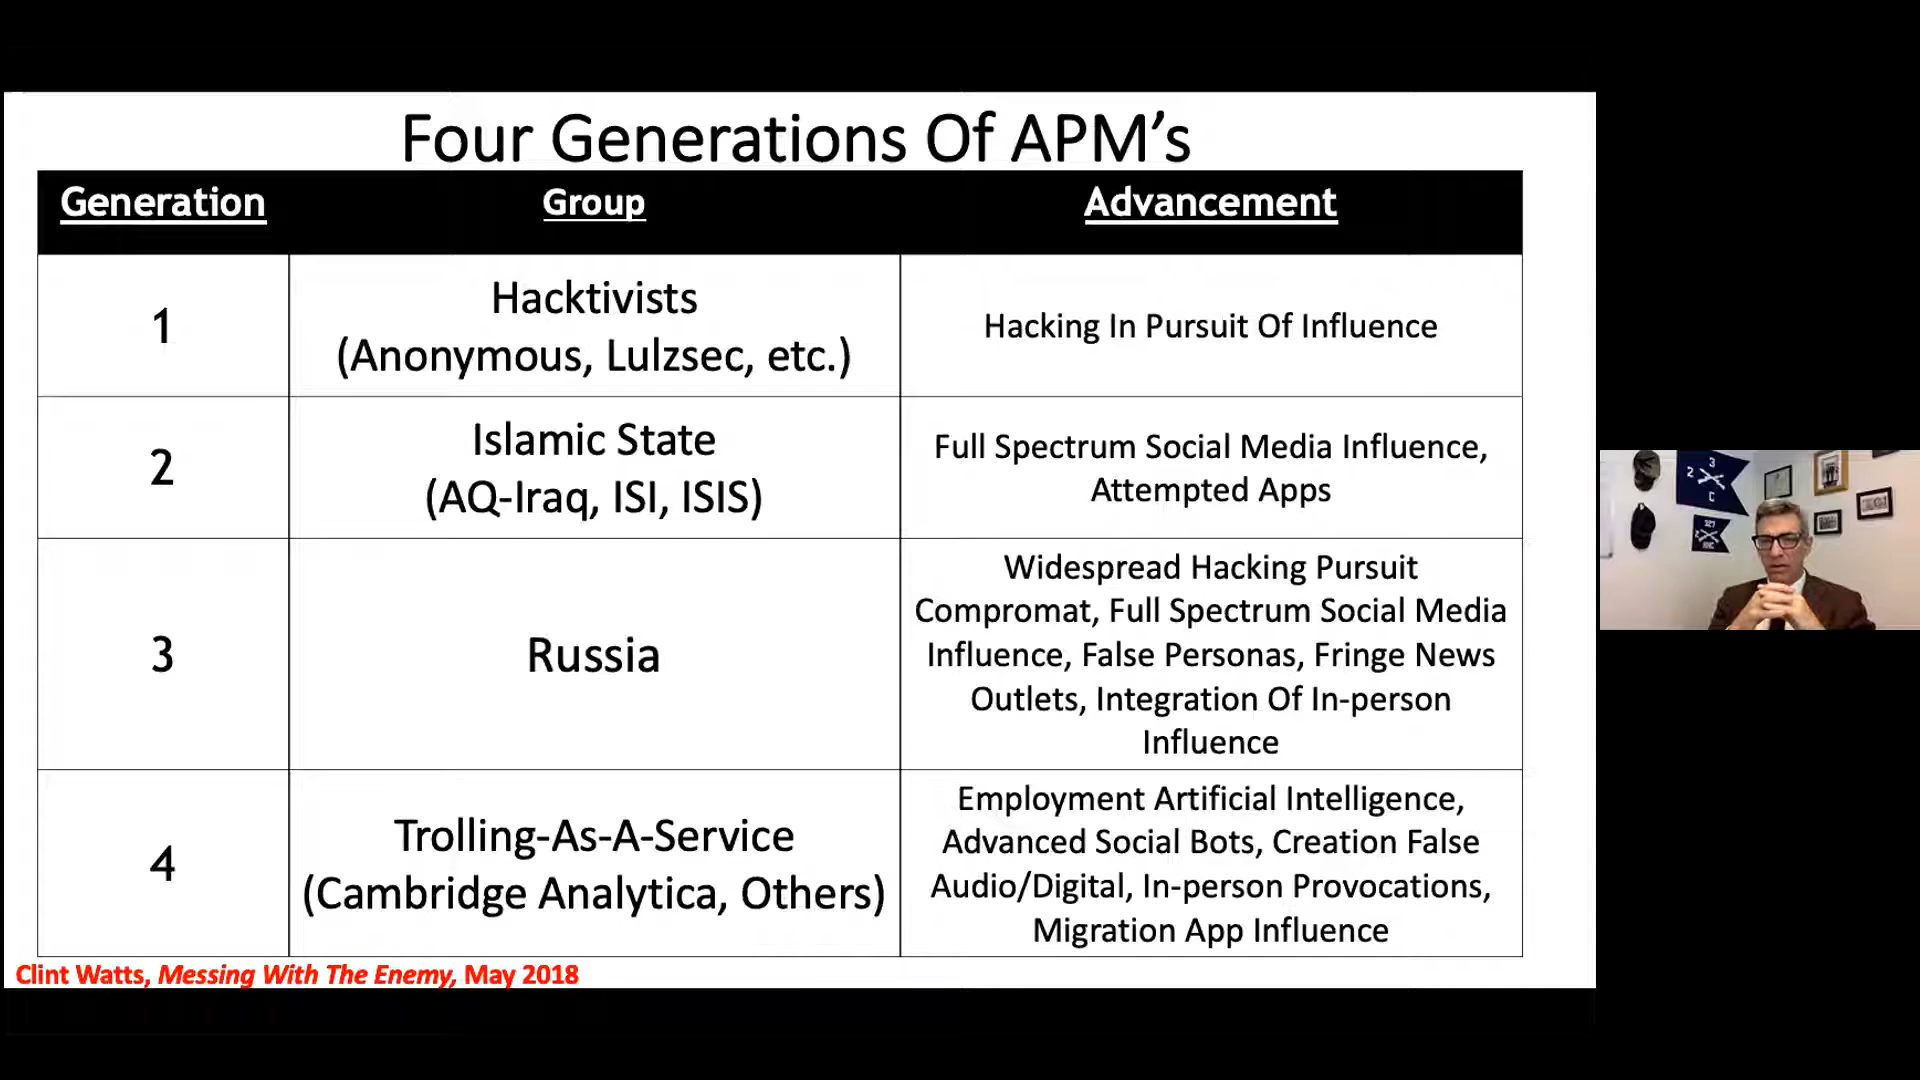 Four Generations Of APM’s
Generation
Group
Advancement
1
Hacktivists
(Anonymous, Lulzsec, etc.)
Hacking In Pursuit Of Influence
2
Islamic State
(AQ-Iraq, ISI, ISIS)
Full Spectrum Social Media Influence,
Attempted Apps
3
Russia
Widespread Hacking Pursuit
Compromat, Full Spectrum Social Media
Influence, False Personas, Fringe News
Outlets, Integration Of In-person
Influence
4
Trolling-As-A-Service
(Cambridge Analytica, Others)
Employment Artificial Intelligence,
Advanced Social Bots, Creation False
Audio/Digital, In-person Provocations,
Migration App Influence
Clint Watts, Messing With The Enemy, May 2018
3
2
C
327